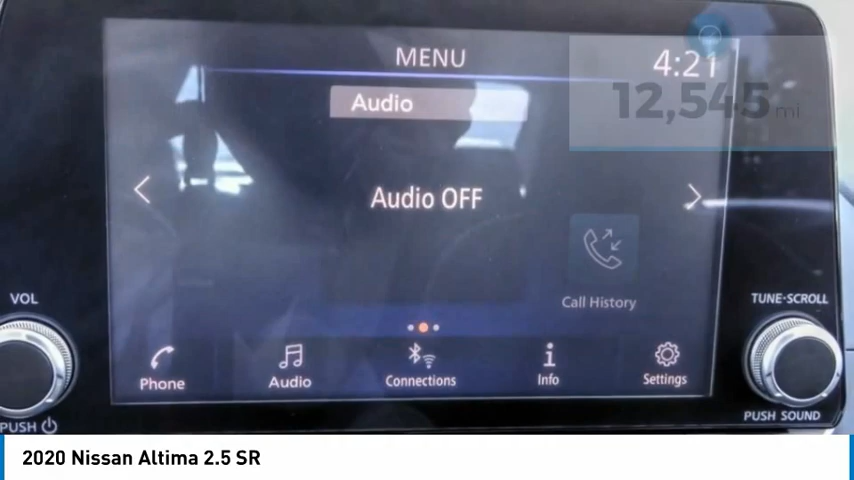 MENU
4:21
12,545 mi
Audio
Audio OFF
Call History
VOL
TUNE·SCROLL
Phone
Audio
Connections
Info
Settings
PUSH
PUSH SOUND
2020 Nissan Altima 2.5 SR